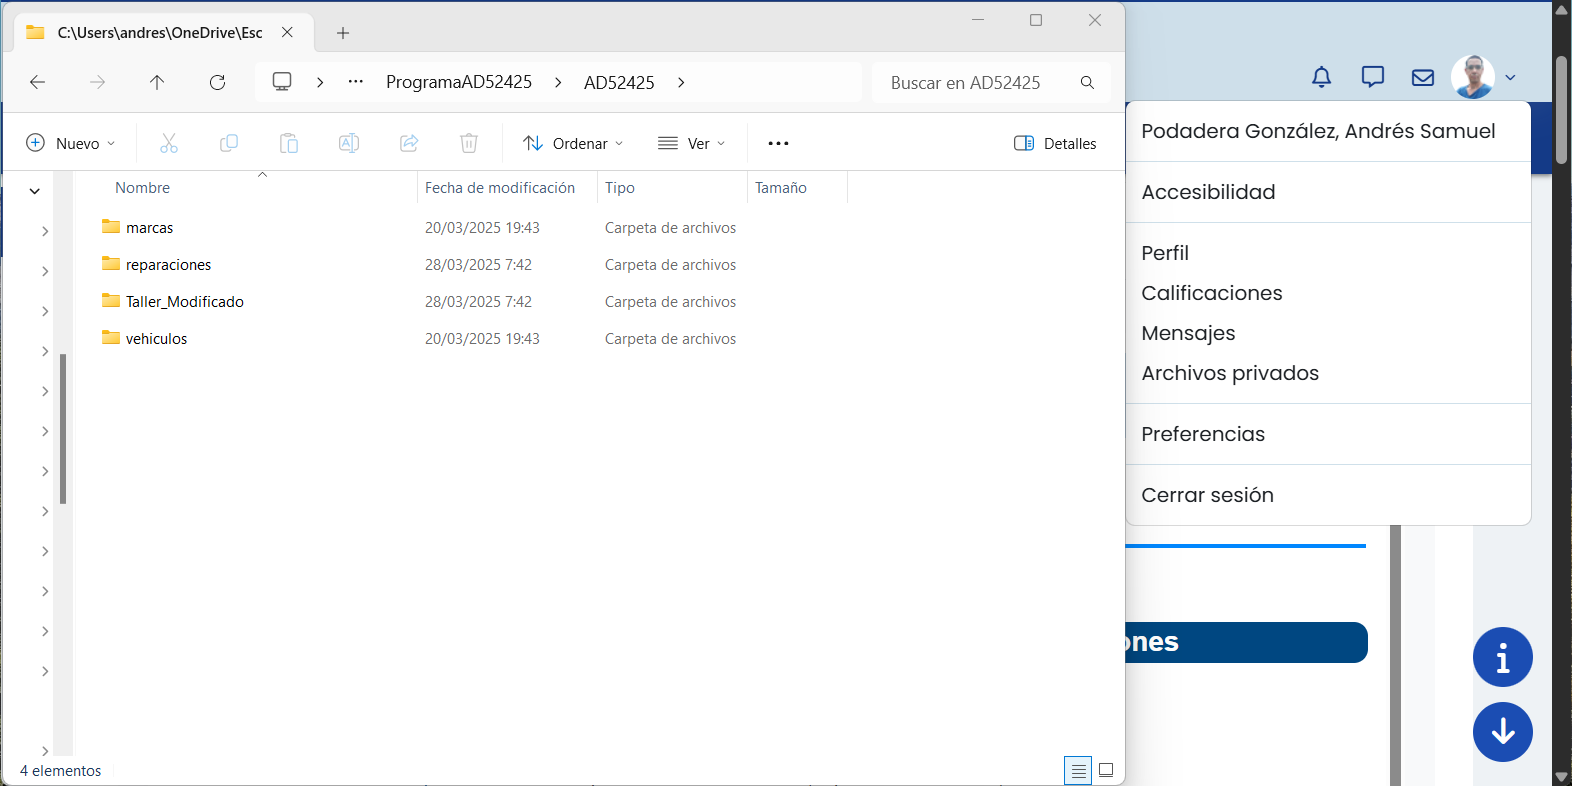 C:\Users\andres\OneDrive\Esc
ProgramaAD52425
AD52425
Buscar en AD52425
Nuevo
Ordenar
Ver
Detalles
Nombre
Fecha de modificación
Tipo
Tamaño
marcas
20/03/2025 19:43
Carpeta de archivos
reparaciones
28/03/2025 7:42
Carpeta de archivos
Taller_Modificado
28/03/2025 7:42
Carpeta de archivos
vehiculos
20/03/2025 19:43
Carpeta de archivos
4 elementos
Podadera González, Andrés Samuel
Accesibilidad
Perfil
Calificaciones
Mensajes
Archivos privados
Preferencias
Cerrar sesión
ones